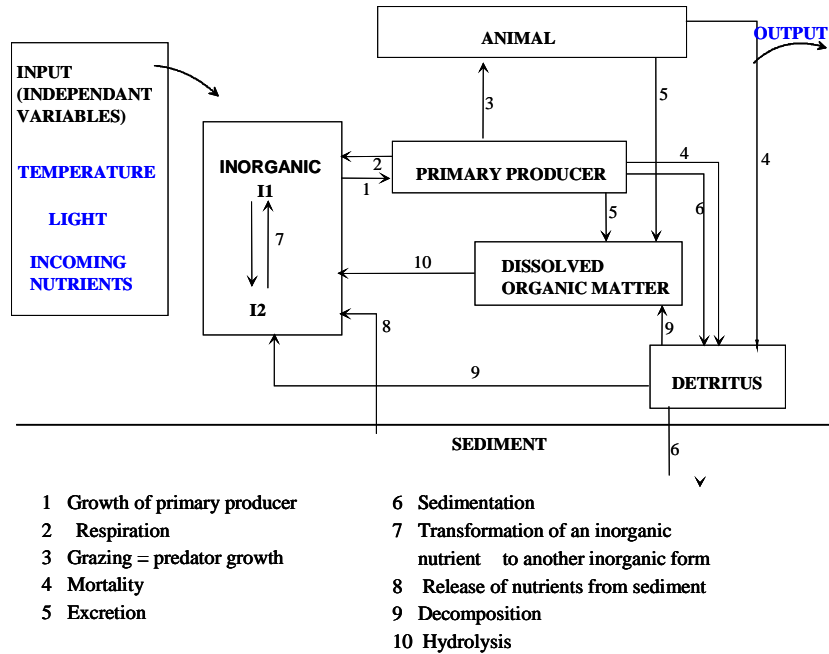 INPUT
(INDEPENDANT
VARIABLES)
TEMPERATURE
LIGHT
INCOMING
NUTRIENTS
ANIMAL
OUTPUT
3
5
4
INORGANIC
I1
7
I2
2
1
PRIMARY PRODUCER
4
6
5
10
DISSOLVED
ORGANIC MATTER
8
9
9
DETRITUS
SEDIMENT
6
1 Growth of primary producer
2 Respiration
3 Grazing = predator growth
4 Mortality
5 Excretion
6 Sedimentation
7 Transformation of an inorganic
nutrient to another inorganic form
8 Release of nutrients from sediment
9 Decomposition
10 Hydrolysis